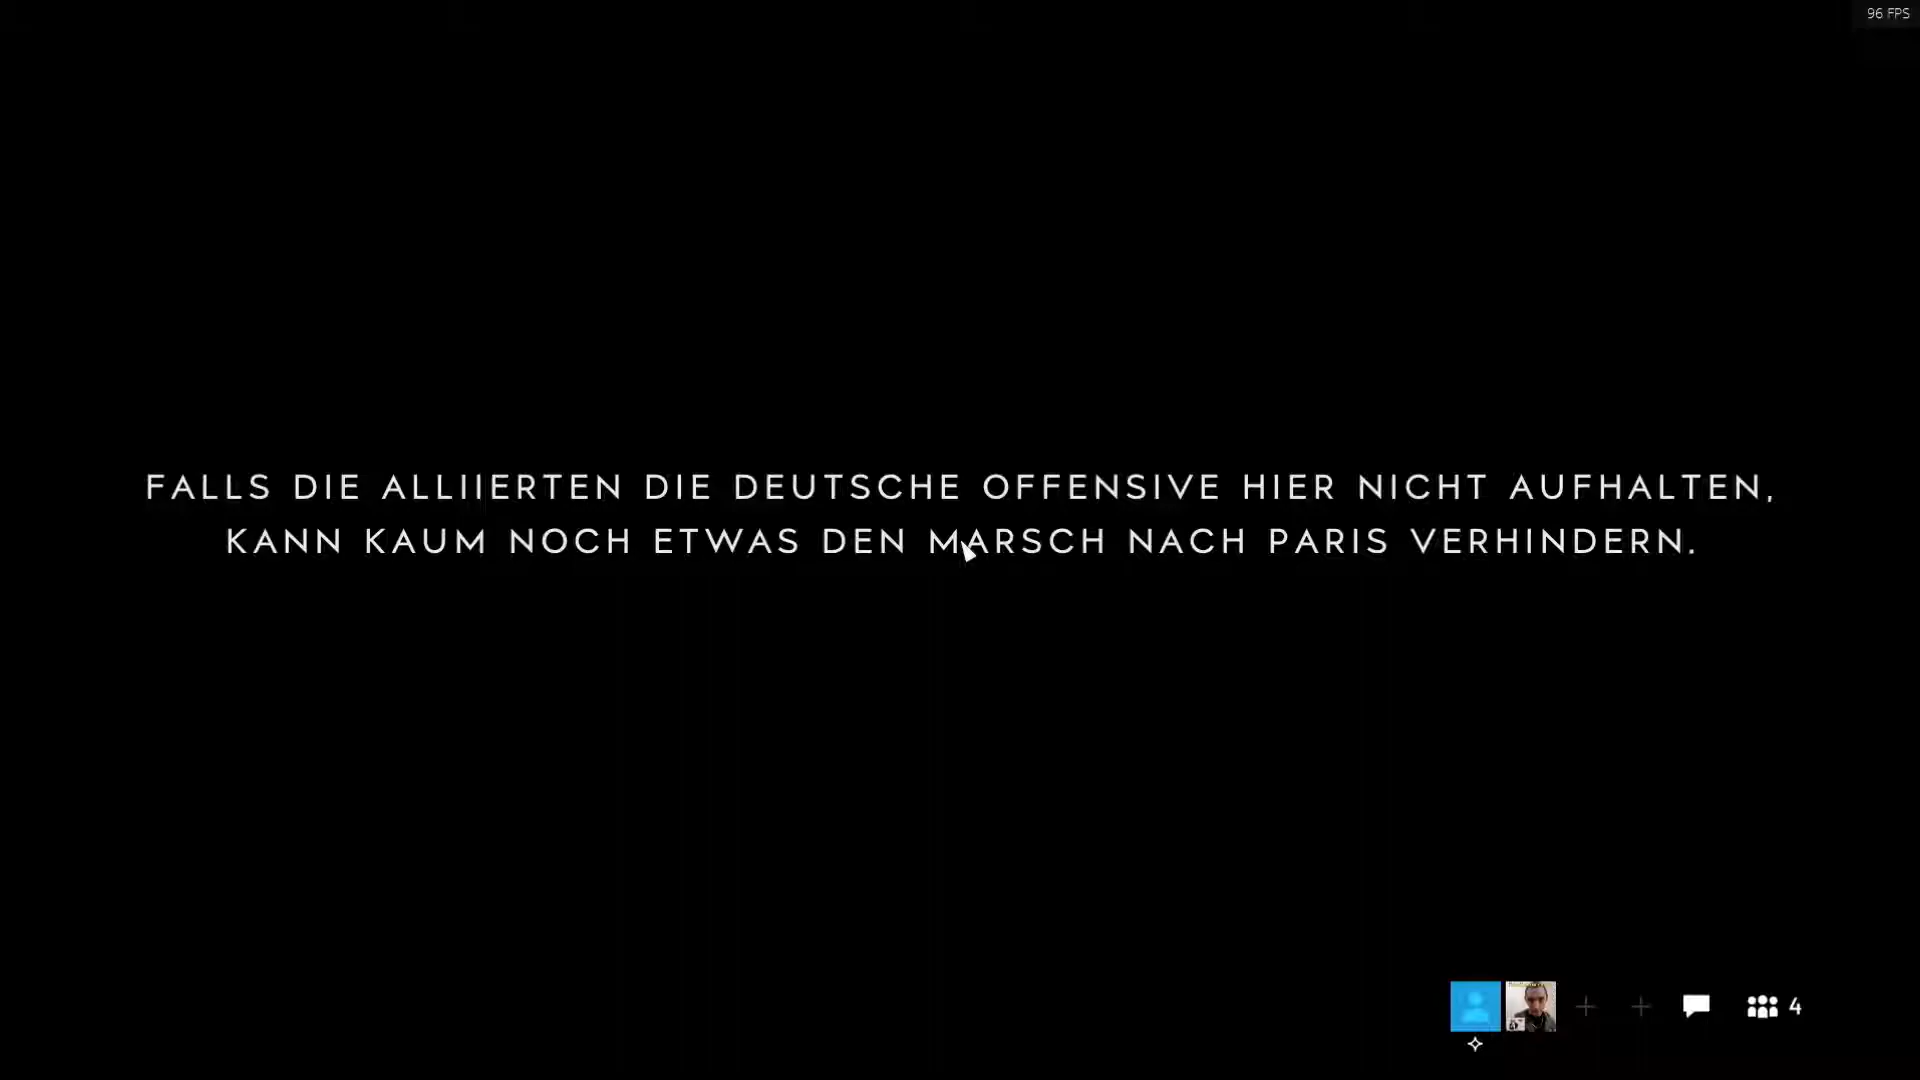 96 FPS
FALLS DIE ALLIIERTEN DIE DEUTSCHE OFFENSIVE HIER NICHT AUFHALTEN,
KANN KAUM NOCH ETWAS DEN MARSCH NACH PARIS VERHINDERN.
4